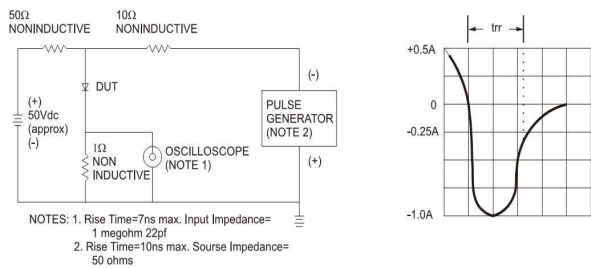 50Ω
NONINDUCTIVE
10Ω
NONINDUCTIVE
DUT
(+)
50Vdc
(approx)
(-)
1Ω
NON
INDUCTIVE
OSCILLOSCOPE
(NOTE 1)
(-)
PULSE
GENERATOR
(NOTE 2)
(+)
NOTES: 1. Rise Time=7ns max. Input Impedance=
1 megohm 22pf
2. Rise Time=10ns max. Sourse Impedance=
50 ohms
trr
+0.5A
0
-0.25A
-1.0A